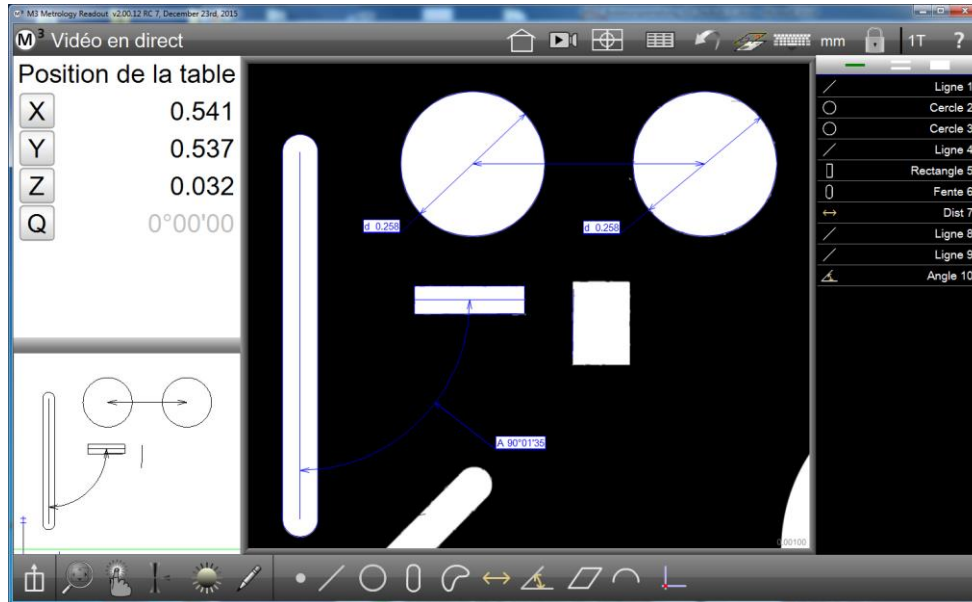 M3 Metrology Readout v2.00.12 RC 7, December 23rd, 2015
M3 Vidéo en direct
mm
1T
?
Position de la table
X 0.541
Y 0.537
Z 0.032
Q 0°00'00
d 0.258
d 0.258
A 90°01'35
0.00100
Ligne 1
Cercle 2
Cercle 3
Ligne 4
Rectangle 5
Fente 6
Dist 7
Ligne 8
Ligne 9
Angle 10